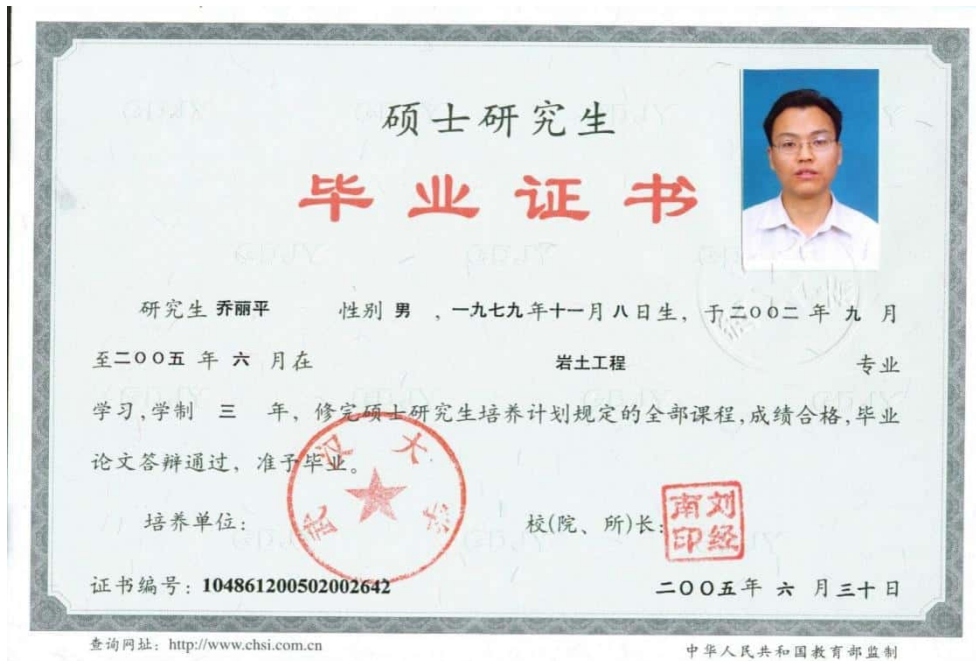 硕士研究生
毕业证书
研究生 乔丽平 性别 男 ，一九七九年十一月八日生，于二〇〇二年 九 月
至二〇〇五 年 六 月在 岩土工程 专业
学习，学制 三 年，修完硕士研究生培养计划规定的全部课程，成绩合格，毕业
论文答辩通过，准予毕业。
武汉大学
培养单位：
校(院、所)长：
刘经南印
证书编号：104861200502002642
二〇〇五年 六 月三十日
查询网址：http://www.chsi.com.cn
中华人民共和国教育部监制